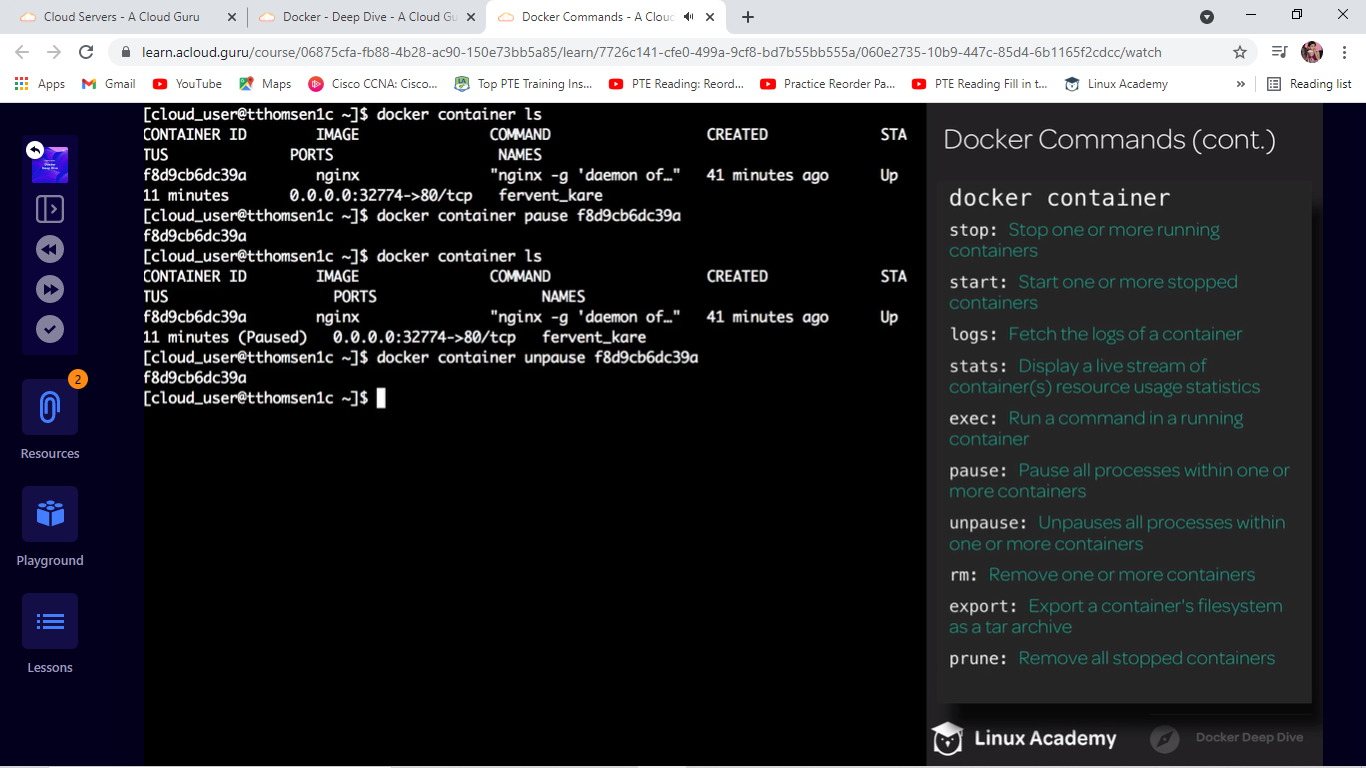 Cloud Servers - A Cloud Guru
Docker - Deep Dive - A Cloud Gu
Docker Commands - A Cloud
learn.acloud.guru/course/06875cfa-fb88-4b28-ac90-150e73bb5a85/learn/7726c141-cfe0-499a-9cf8-bd7b55bb555a/060e2735-10b9-447c-85d4-6b1165f2cdcc/watch
Apps Gmail YouTube Maps Cisco CCNA: Cisco... Top PTE Training Ins... PTE Reading: Reord... Practice Reorder Pa... PTE Reading Fill in t... Linux Academy » Reading list
Docker
Deep Dive
2
Resources
Playground
Lessons
[cloud_user@tthomsen1c ~]$ docker container ls
CONTAINER ID IMAGE COMMAND CREATED STA
TUS PORTS NAMES
f8d9cb6dc39a nginx "nginx -g 'daemon of…" 41 minutes ago Up
11 minutes 0.0.0.0:32774->80/tcp fervent_kare
[cloud_user@tthomsen1c ~]$ docker container pause f8d9cb6dc39a
f8d9cb6dc39a
[cloud_user@tthomsen1c ~]$ docker container ls
CONTAINER ID IMAGE COMMAND CREATED STA
TUS PORTS NAMES
f8d9cb6dc39a nginx "nginx -g 'daemon of…" 41 minutes ago Up
11 minutes (Paused) 0.0.0.0:32774->80/tcp fervent_kare
[cloud_user@tthomsen1c ~]$ docker container unpause f8d9cb6dc39a
f8d9cb6dc39a
[cloud_user@tthomsen1c ~]$
Docker Commands (cont.)
docker container
stop: Stop one or more running
containers
start: Start one or more stopped
containers
logs: Fetch the logs of a container
stats: Display a live stream of
container(s) resource usage statistics
exec: Run a command in a running
container
pause: Pause all processes within one or
more containers
unpause: Unpauses all processes within
one or more containers
rm: Remove one or more containers
export: Export a container's filesystem
as a tar archive
prune: Remove all stopped containers
Linux Academy
Docker Deep Dive